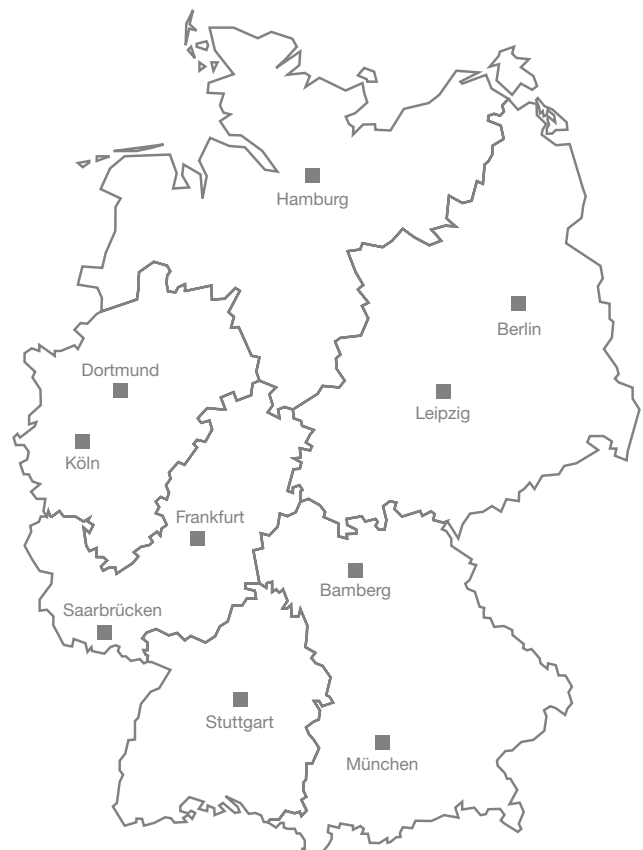 Hamburg
Berlin
Dortmund
Leipzig
Köln
Frankfurt
Bamberg
Saarbrücken
Stuttgart
München